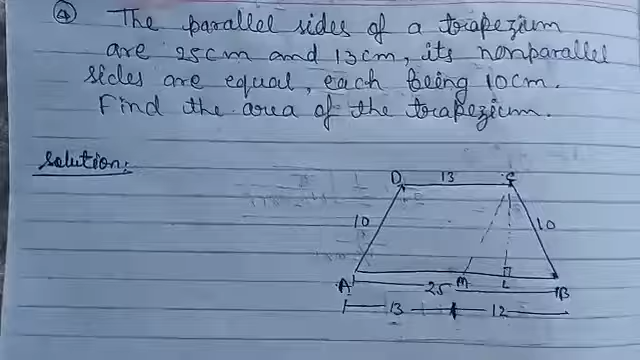 ④ The parallel sides of a trapezium
are 25cm and 13cm, its nonparallel
sides are equal, each being 10cm.
Find the area of the trapezium.
Solution:
D 13 C
10 10
A 25 M L B
13 12